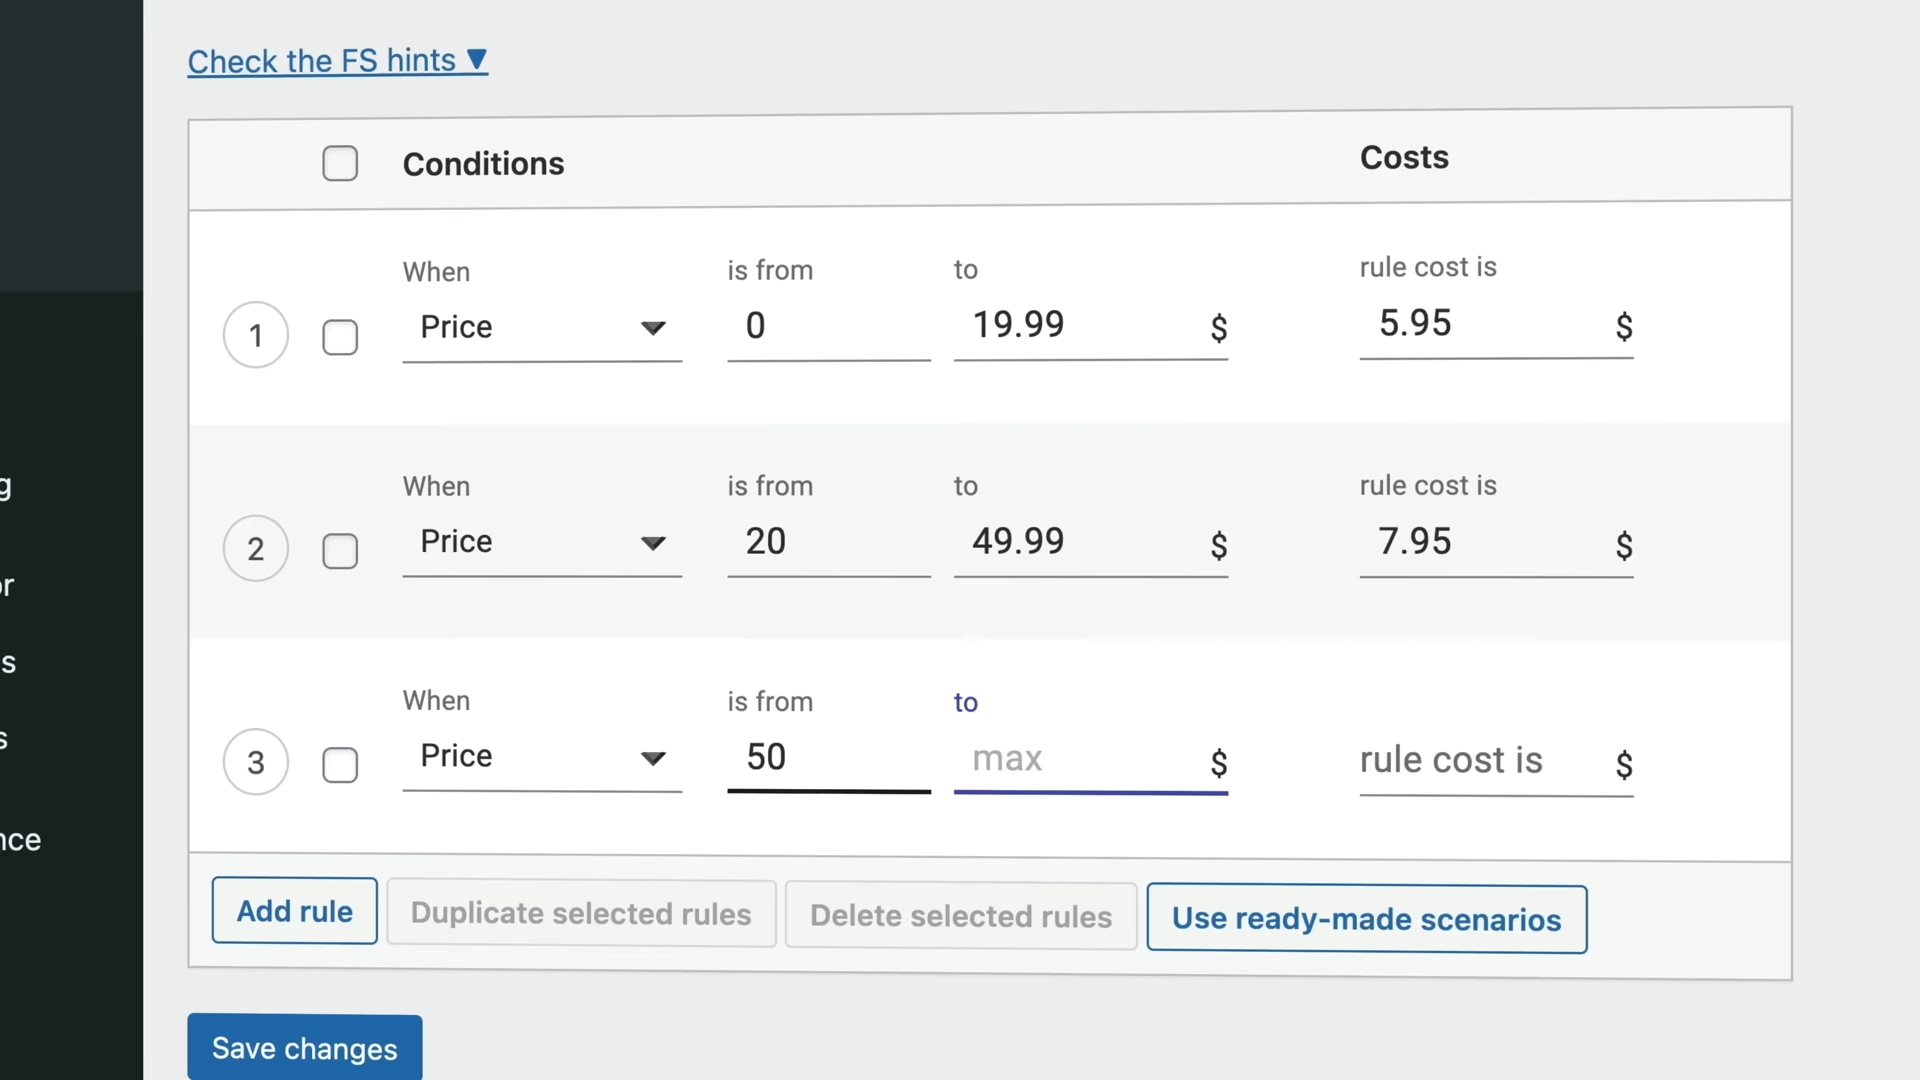 Check the FS hints ▼
Conditions Costs
When is from to rule cost is
1 Price 0 19.99 $ 5.95 $
When is from to rule cost is
2 Price 20 49.99 $ 7.95 $
When is from to
3 Price 50 max $ rule cost is $
Add rule Duplicate selected rules Delete selected rules Use ready-made scenarios
Save changes